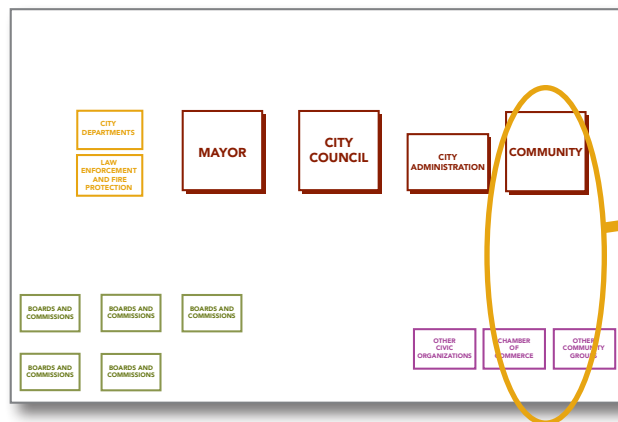 CITY
DEPARTMENTS
LAW
ENFORCEMENT
AND FIRE
PROTECTION
MAYOR
CITY
COUNCIL
CITY
ADMINISTRATION
COMMUNITY
BOARDS AND
COMMISSIONS
BOARDS AND
COMMISSIONS
BOARDS AND
COMMISSIONS
BOARDS AND
COMMISSIONS
BOARDS AND
COMMISSIONS
OTHER
CIVIC
ORGANIZATIONS
CHAMBER
OF
COMMERCE
OTHER
COMMUNITY
GROUPS